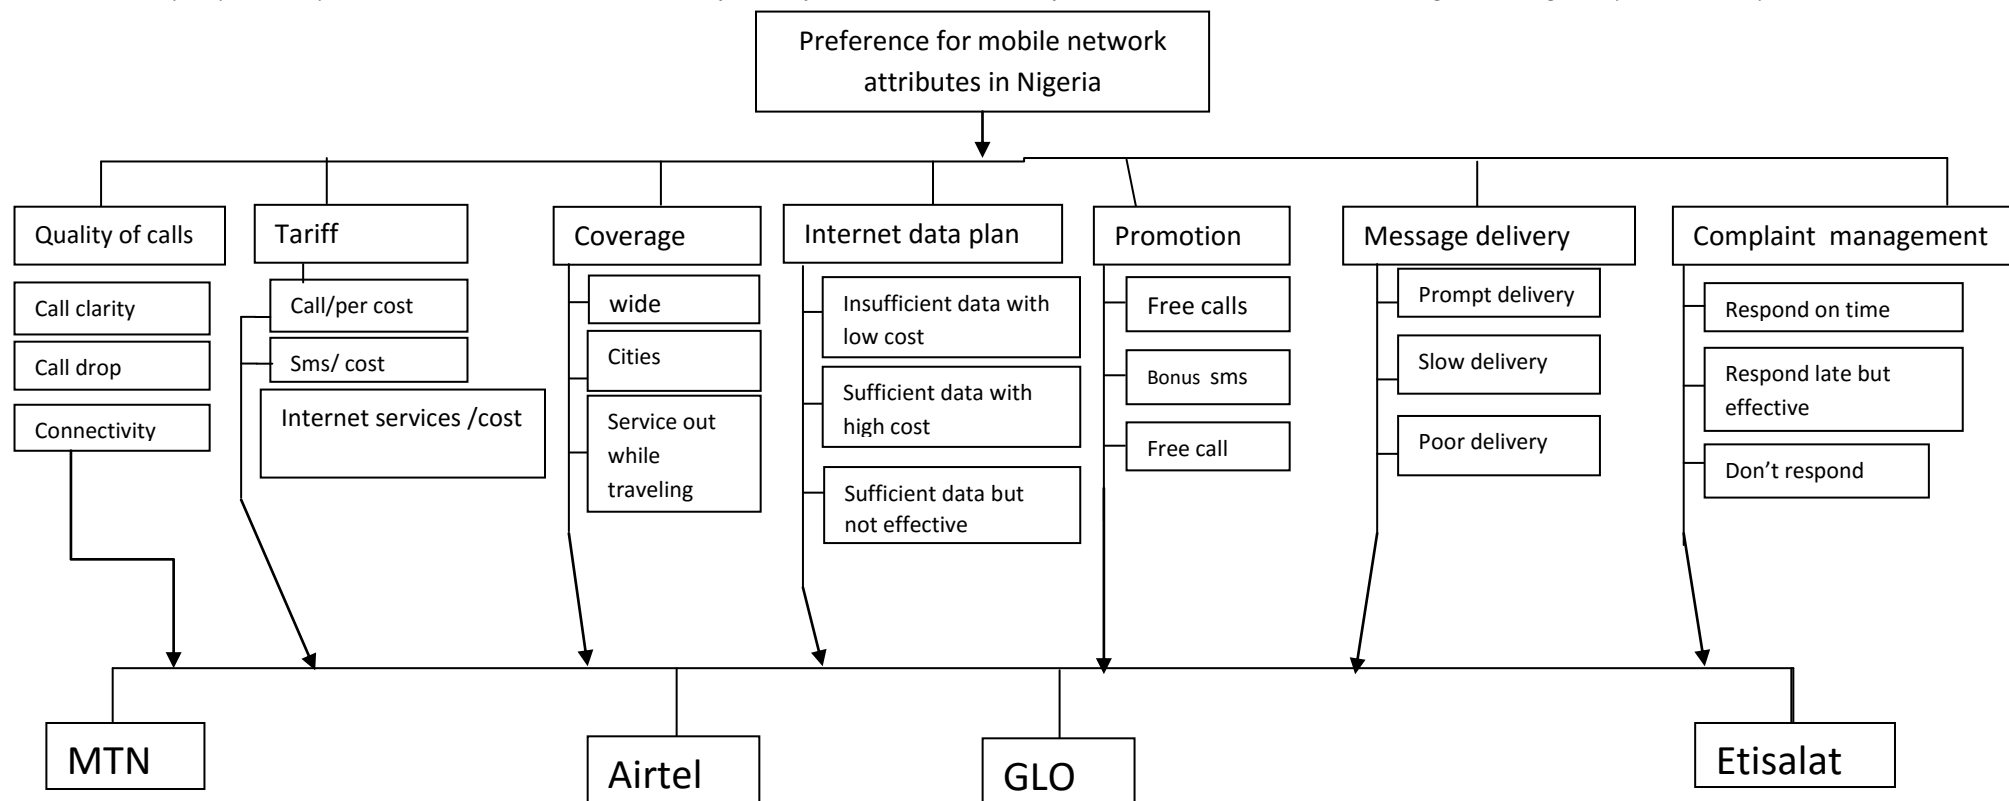 Preference for mobile network
attributes in Nigeria
Quality of calls
Call clarity
Call drop
Connectivity
Tariff
Call/per cost
Sms/ cost
Internet services /cost
Coverage
wide
Cities
Service out
while
traveling
Internet data plan
Insufficient data with
low cost
Sufficient data with
high cost
Sufficient data but
not effective
Promotion
Free calls
Bonus sms
Free call
Message delivery
Prompt delivery
Slow delivery
Poor delivery
Complaint management
Respond on time
Respond late but
effective
Don’t respond
MTN
Airtel
GLO
Etisalat